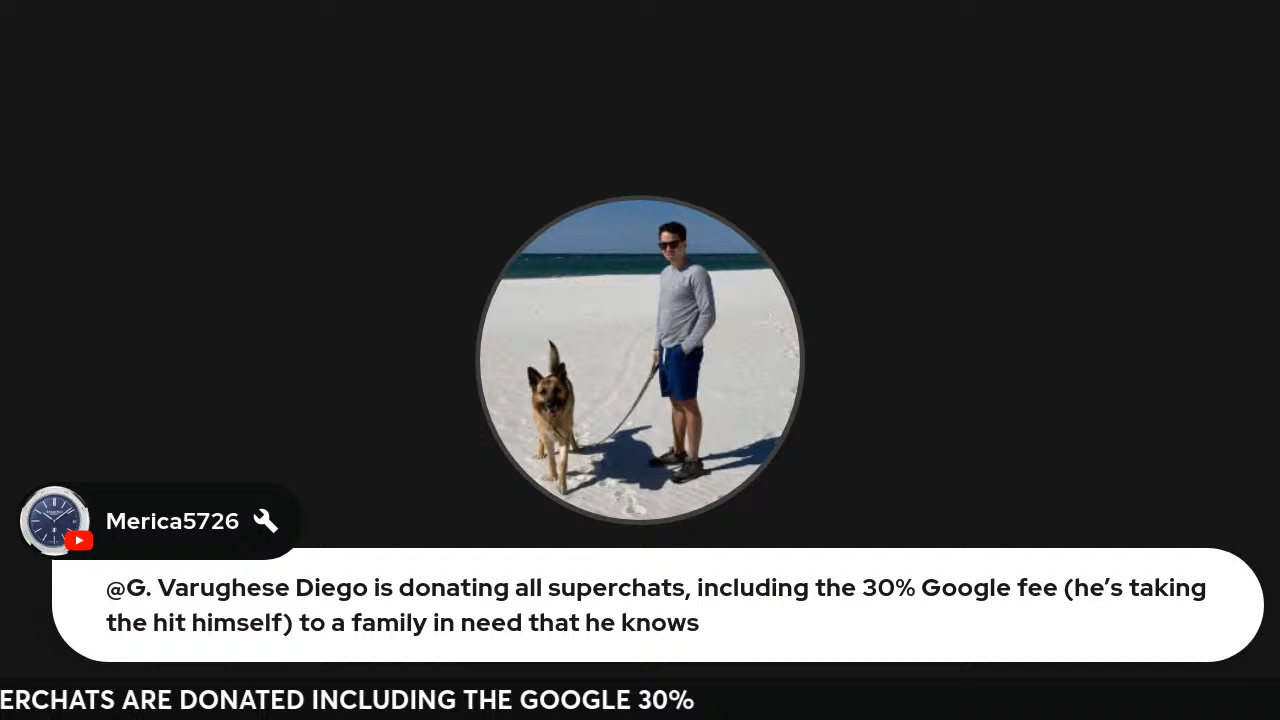 Merica5726
@G. Varughese Diego is donating all superchats, including the 30% Google fee (he’s taking
the hit himself) to a family in need that he knows
ERCHATS ARE DONATED INCLUDING THE GOOGLE 30%